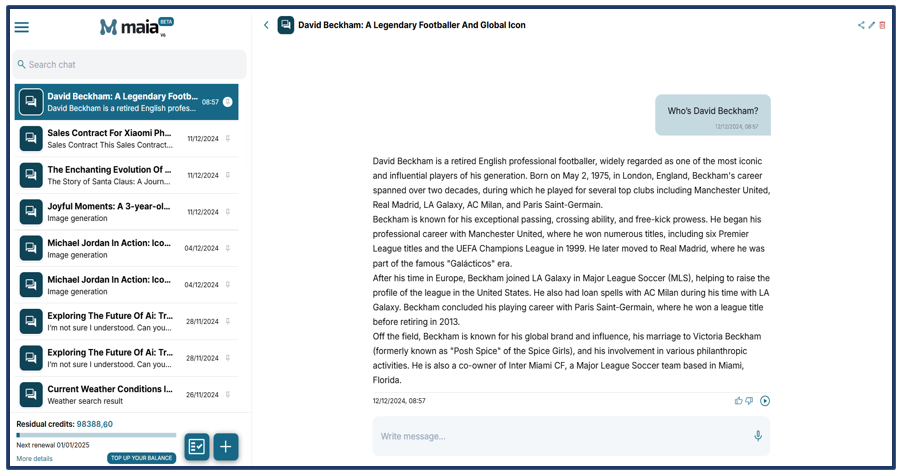 maia
BETA
V6
Search chat
David Beckham: A Legendary Footb...
David Beckham is a retired English profes...
08:57
Sales Contract For Xiaomi Ph...
Sales Contract This Sales Contract...
11/12/2024
The Enchanting Evolution Of ...
The Story of Santa Claus: A Journ...
11/12/2024
Joyful Moments: A 3-year-ol...
Image generation
11/12/2024
Michael Jordan In Action: Ico...
Image generation
04/12/2024
Michael Jordan In Action: Ico...
Image generation
04/12/2024
Exploring The Future Of Ai: Tr...
I'm not sure I understood. Can you...
28/11/2024
Exploring The Future Of Ai: Tr...
I'm not sure I understood. Can you...
28/11/2024
Current Weather Conditions I...
Weather search result
26/11/2024
Residual credits: 98388,60
Next renewal 01/01/2025
More details
TOP UP YOUR BALANCE
David Beckham: A Legendary Footballer And Global Icon
Who's David Beckham?
12/12/2024, 08:57
David Beckham is a retired English professional footballer, widely regarded as one of the most iconic
and influential players of his generation. Born on May 2, 1975, in London, England, Beckham's career
spanned over two decades, during which he played for several top clubs including Manchester United,
Real Madrid, LA Galaxy, AC Milan, and Paris Saint-Germain.
Beckham is known for his exceptional passing, crossing ability, and free-kick prowess. He began his
professional career with Manchester United, where he won numerous titles, including six Premier
League titles and the UEFA Champions League in 1999. He later moved to Real Madrid, where he was
part of the famous "Galácticos" era.
After his time in Europe, Beckham joined LA Galaxy in Major League Soccer (MLS), helping to raise the
profile of the league in the United States. He also had loan spells with AC Milan during his time with LA
Galaxy. Beckham concluded his playing career with Paris Saint-Germain, where he won a league title
before retiring in 2013.
Off the field, Beckham is known for his global brand and influence, his marriage to Victoria Beckham
(formerly known as "Posh Spice" of the Spice Girls), and his involvement in various philanthropic
activities. He is also a co-owner of Inter Miami CF, a Major League Soccer team based in Miami,
Florida.
12/12/2024, 08:57
Write message...